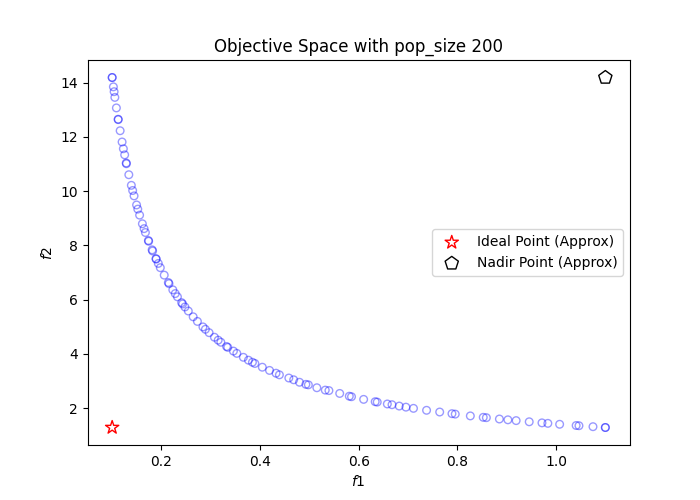 Objective Space with pop_size 200
14
12
10
8
6
4
2
f2
Ideal Point (Approx)
Nadir Point (Approx)
0.2
0.4
0.6
0.8
1.0
f1